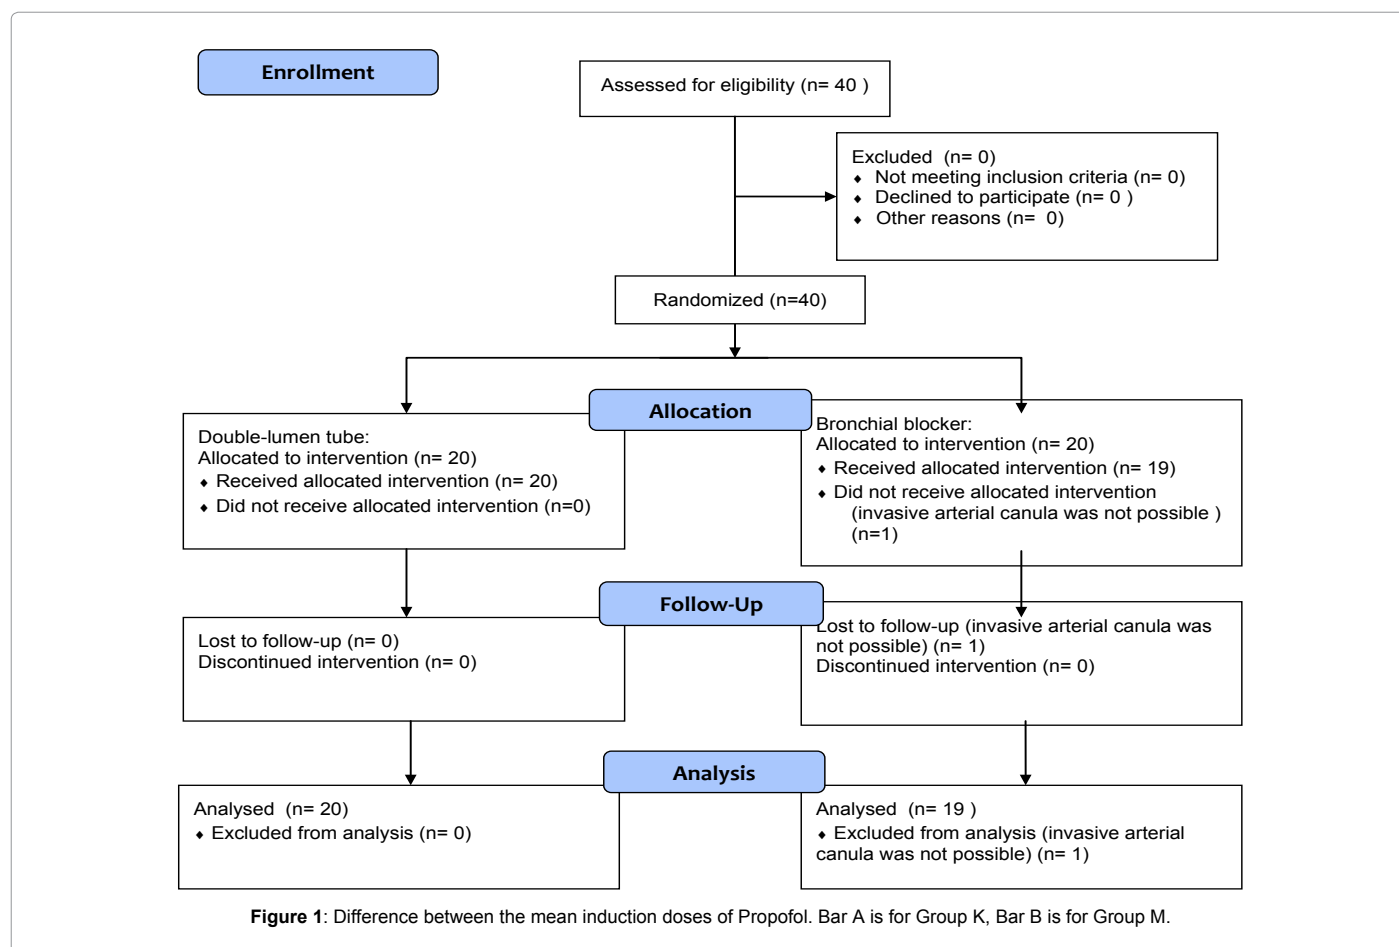 Enrollment
Assessed for eligibility (n= 40 )
Excluded (n= 0)
♦ Not meeting inclusion criteria (n= 0)
♦ Declined to participate (n= 0 )
♦ Other reasons (n= 0)
Randomized (n=40)
Allocation
Double-lumen tube:
Allocated to intervention (n= 20)
♦ Received allocated intervention (n= 20)
♦ Did not receive allocated intervention (n=0)
Bronchial blocker:
Allocated to intervention (n= 20)
♦ Received allocated intervention (n= 19)
♦ Did not receive allocated intervention
(invasive arterial canula was not possible )
(n=1)
Follow-Up
Lost to follow-up (n= 0)
Discontinued intervention (n= 0)
Lost to follow-up (invasive arterial canula was
not possible) (n= 1)
Discontinued intervention (n= 0)
Analysis
Analysed (n= 20)
♦ Excluded from analysis (n= 0)
Analysed (n= 19 )
♦ Excluded from analysis (invasive arterial
canula was not possible) (n= 1)
Figure 1: Difference between the mean induction doses of Propofol. Bar A is for Group K, Bar B is for Group M.